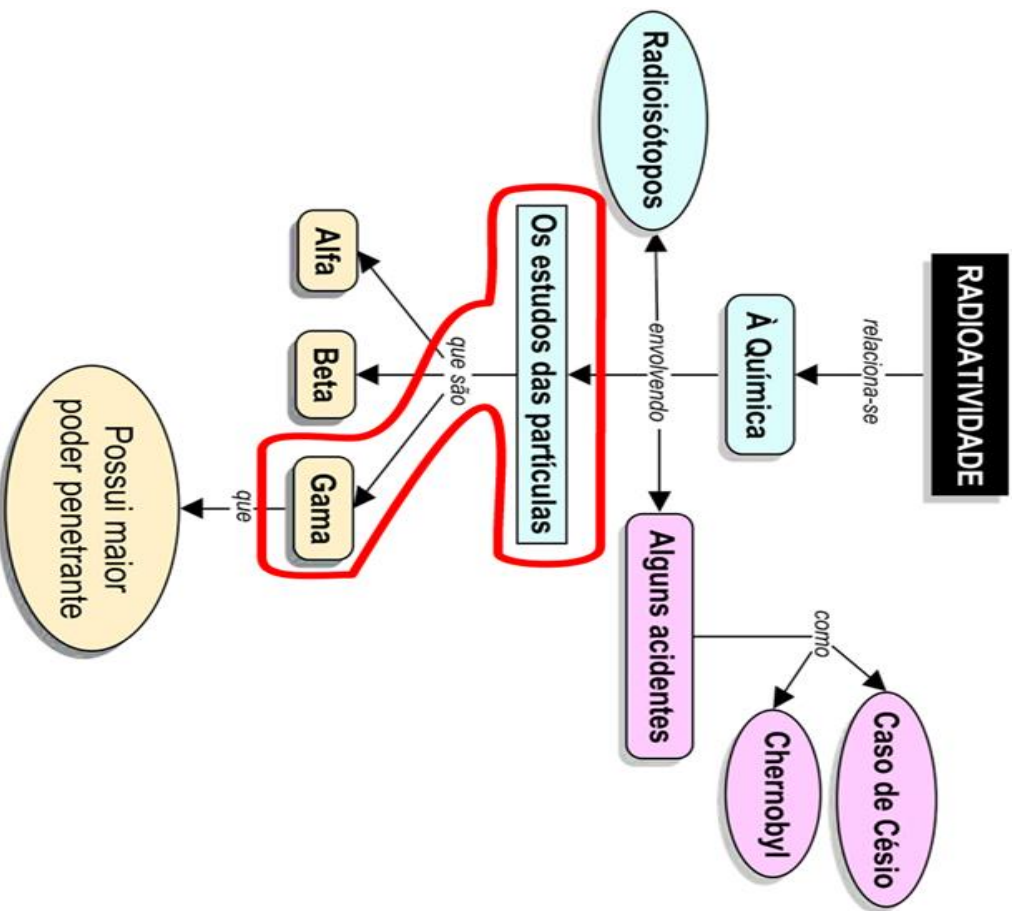 RADIOATIVIDADE
relaciona-se
À Química
envolvendo
Radioisótopos
Os estudos das partículas
Alguns acidentes
como
Caso de Césio
Chernobyl
que são
Alfa
Beta
Gama
que
Possui maior
poder penetrante